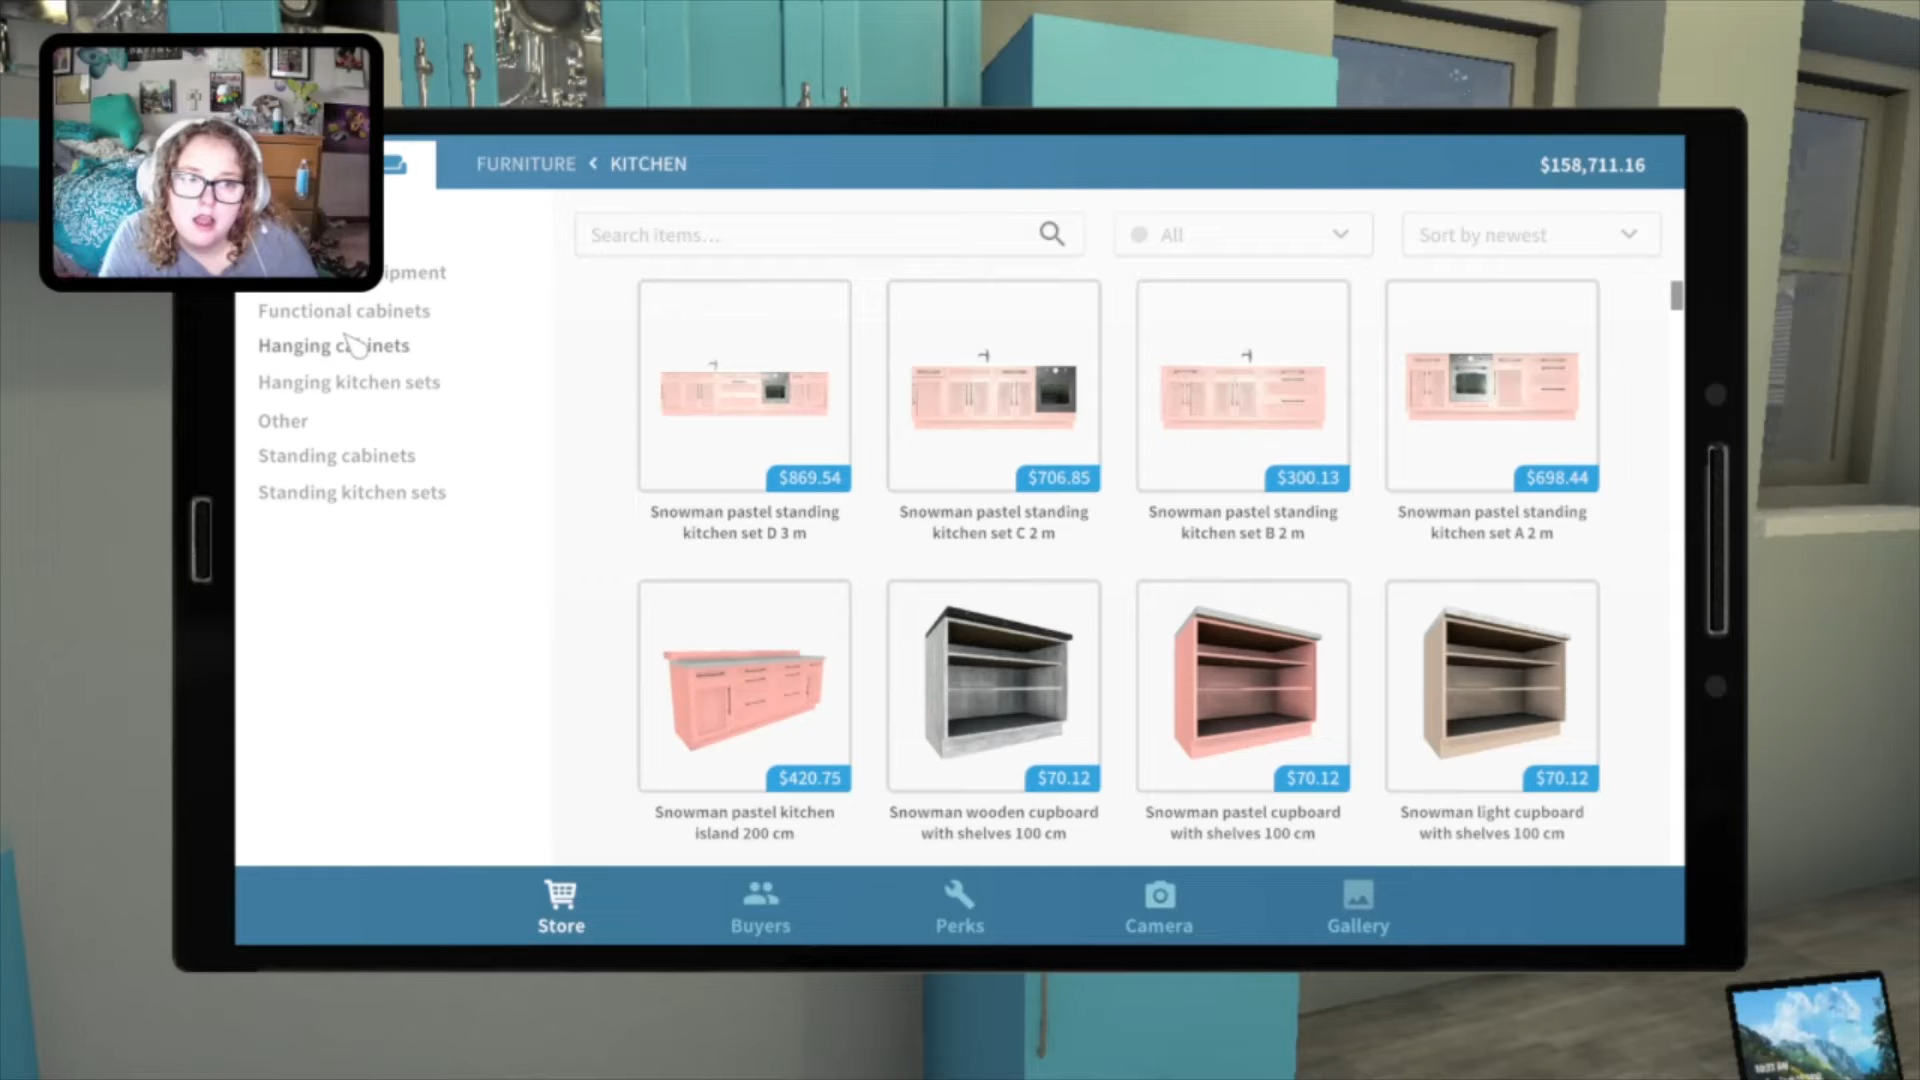 FURNITURE < KITCHEN
$158,711.16
Search items...
All
Sort by newest
ipment
Functional cabinets
Hanging cabinets
Hanging kitchen sets
Other
Standing cabinets
Standing kitchen sets
$869.54
$706.85
$300.13
$698.44
Snowman pastel standing
kitchen set D 3 m
Snowman pastel standing
kitchen set C 2 m
Snowman pastel standing
kitchen set B 2 m
Snowman pastel standing
kitchen set A 2 m
$420.75
$70.12
$70.12
$70.12
Snowman pastel kitchen
island 200 cm
Snowman wooden cupboard
with shelves 100 cm
Snowman pastel cupboard
with shelves 100 cm
Snowman light cupboard
with shelves 100 cm
Store
Buyers
Perks
Camera
Gallery